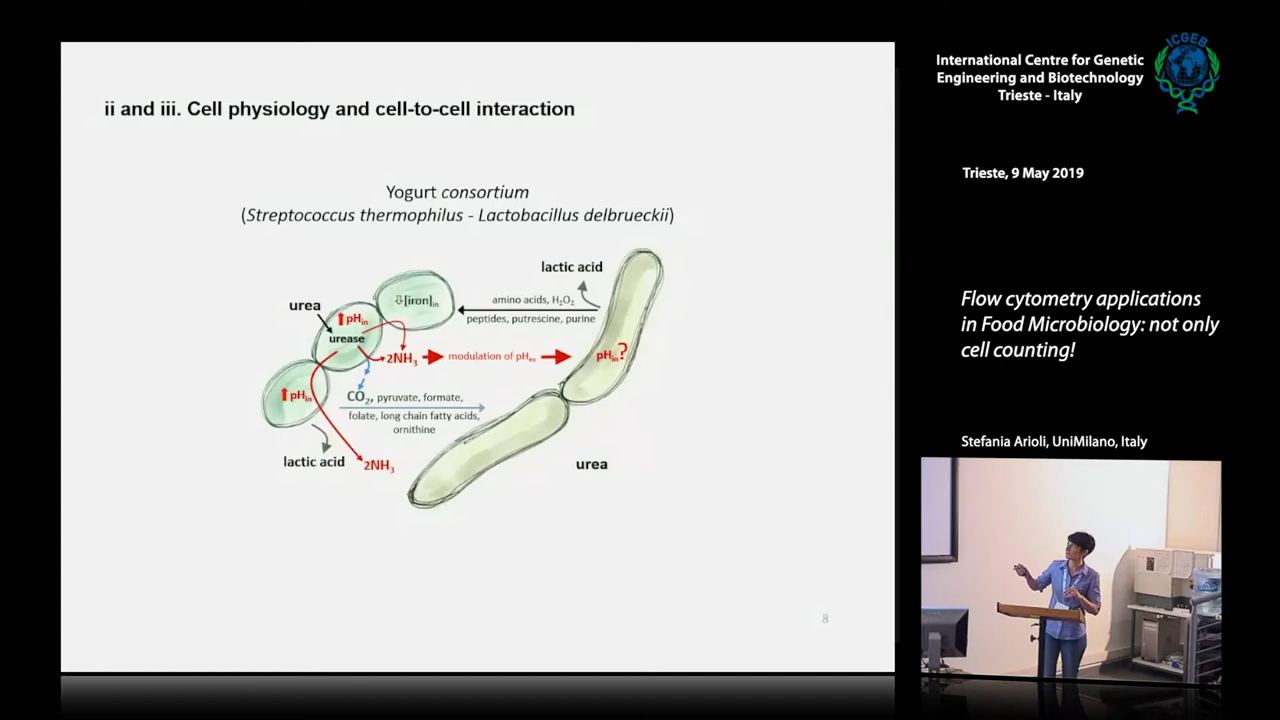 ii and iii. Cell physiology and cell-to-cell interaction
Yogurt consortium
(Streptococcus thermophilus - Lactobacillus delbrueckii)
lactic acid
urea
⇩[iron]in
amino acids, H2O2
peptides, putrescine, purine
⬆pHin
urease
2NH3
modulation of pHex
pHin?
⬆pHin
CO2, pyruvate, formate,
folate, long chain fatty acids,
ornithine
lactic acid
2NH3
urea
8
International Centre for Genetic
Engineering and Biotechnology
Trieste - Italy
ICGEB
Trieste, 9 May 2019
Flow cytometry applications
in Food Microbiology: not only
cell counting!
Stefania Arioli, UniMilano, Italy